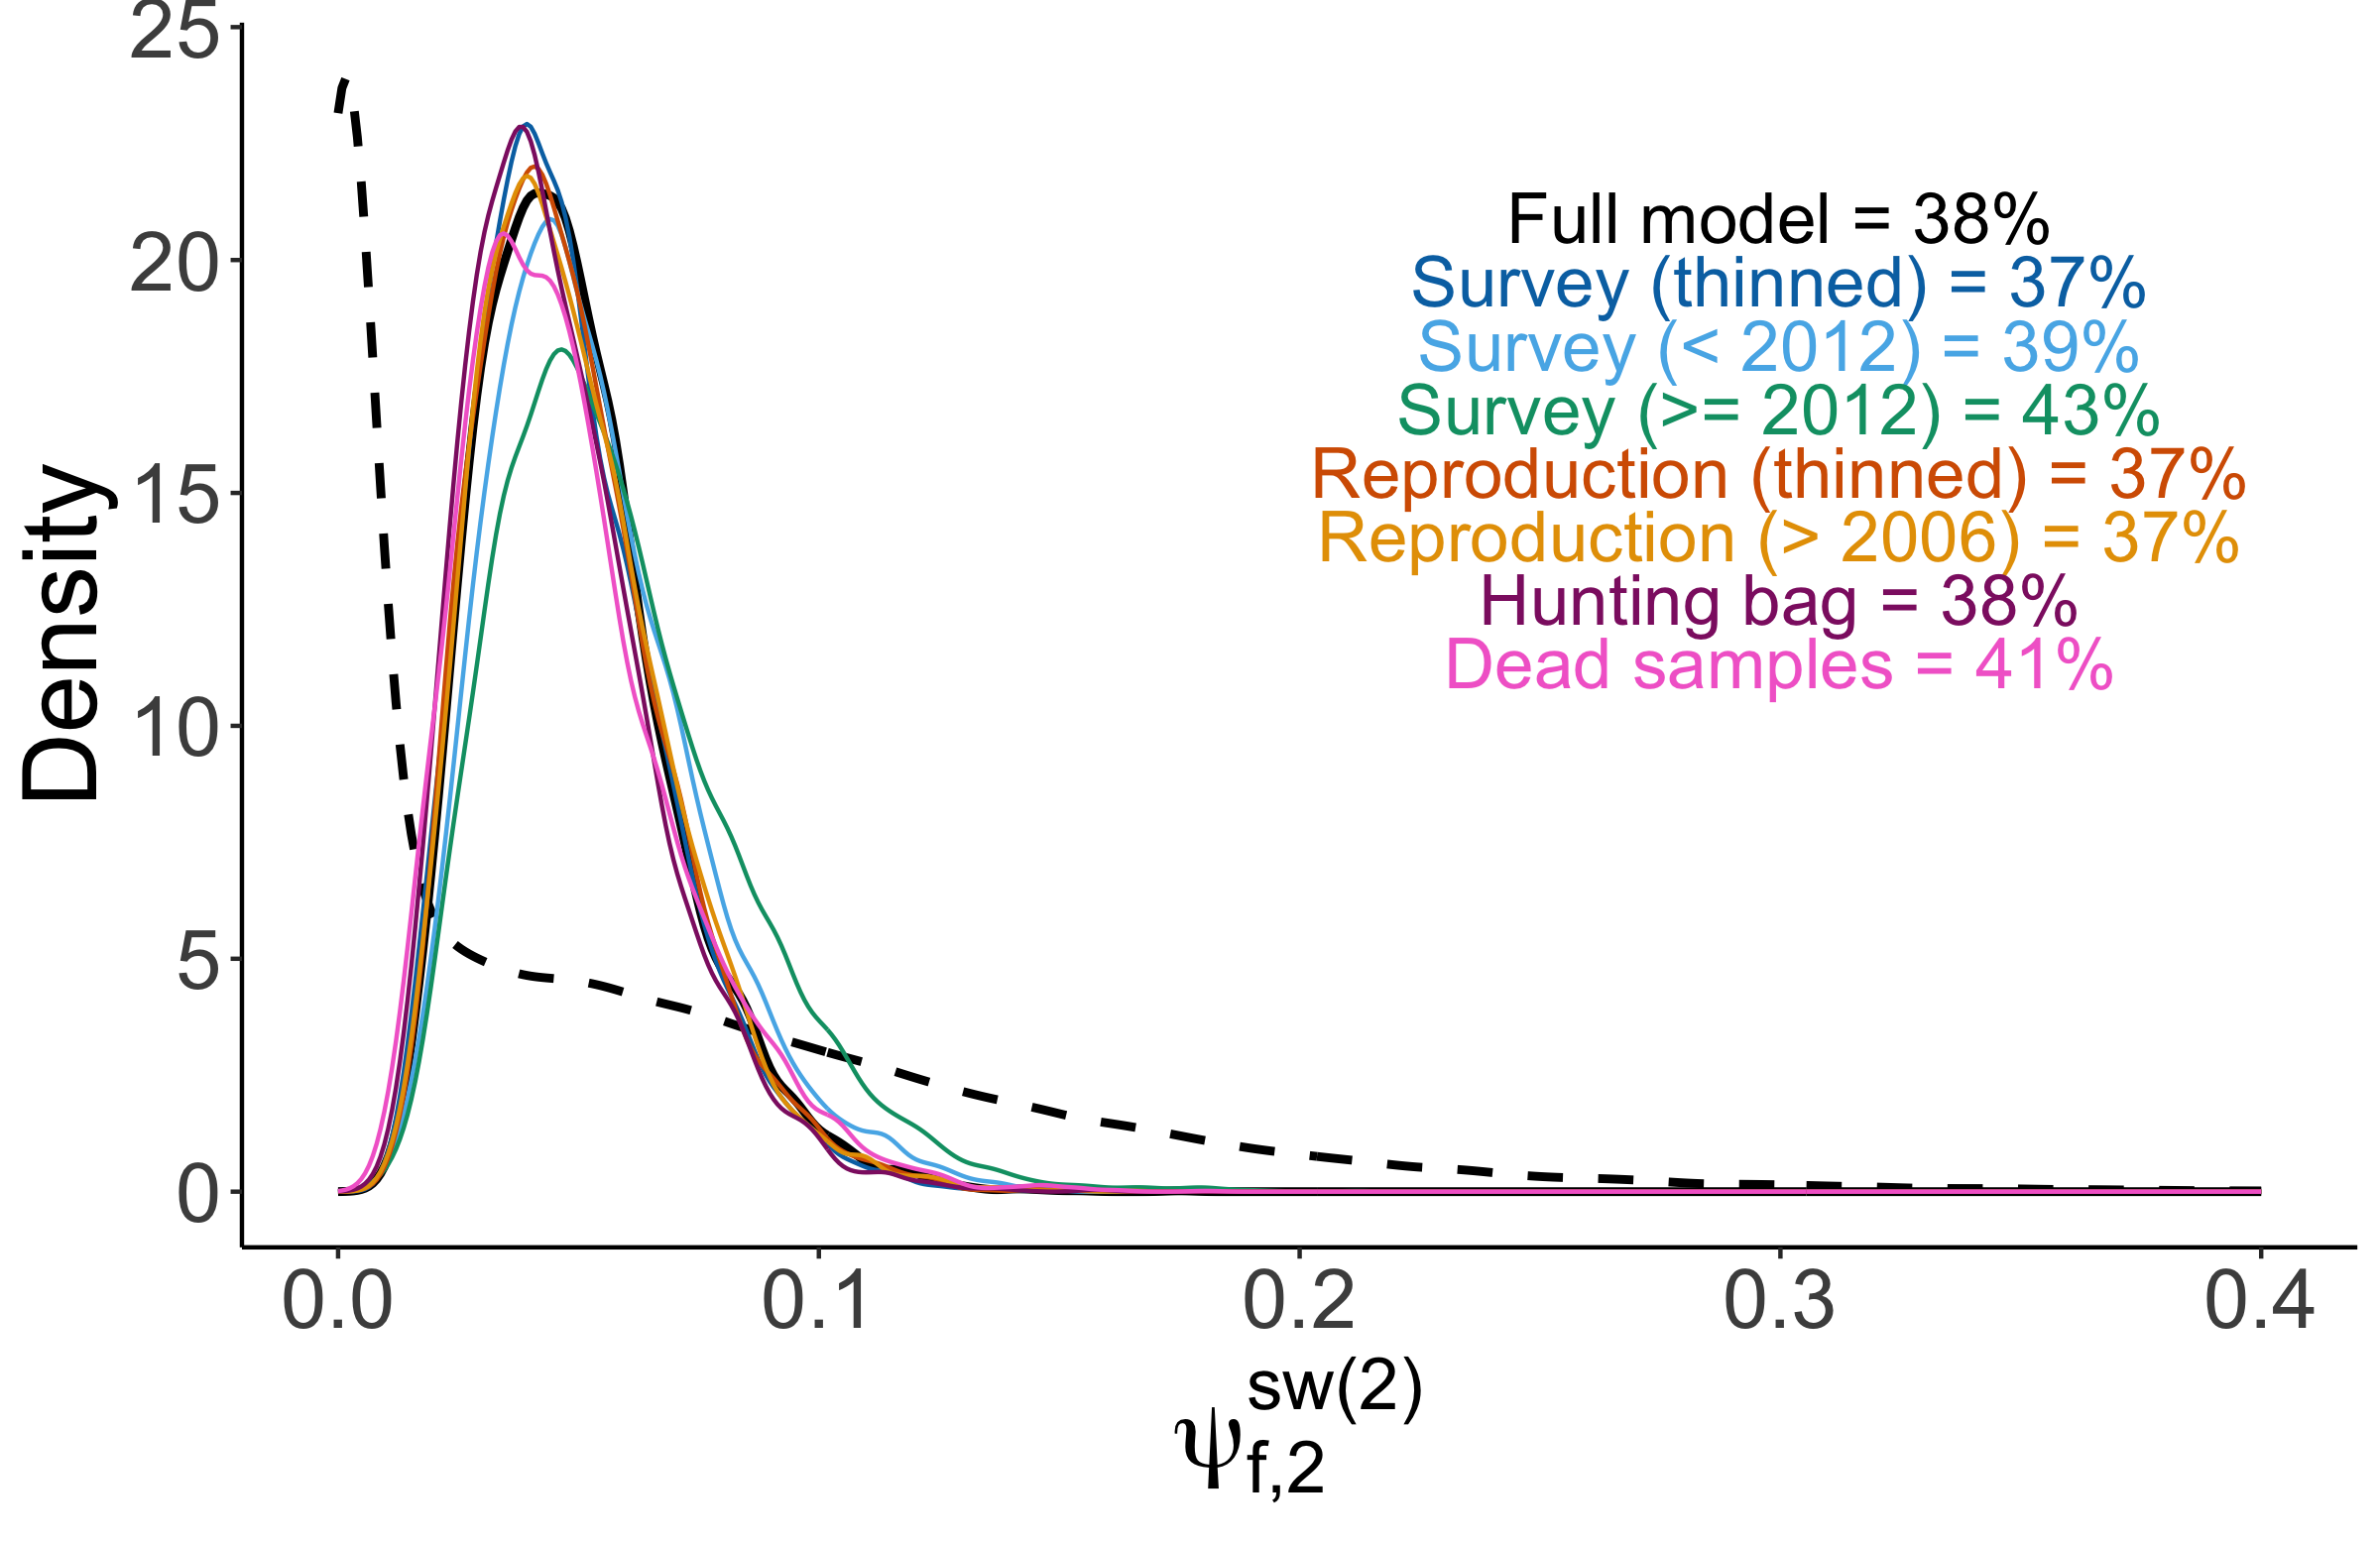 25
20
15
10
5
0
Density
Full model = 38%
Survey (thinned) = 37%
Survey (< 2012) = 39%
Survey (>= 2012) = 43%
Reproduction (thinned) = 37%
Reproduction (> 2006) = 37%
Hunting bag = 38%
Dead samples = 41%
0.0 0.1 0.2 0.3 0.4
ψ sw(2) f,2